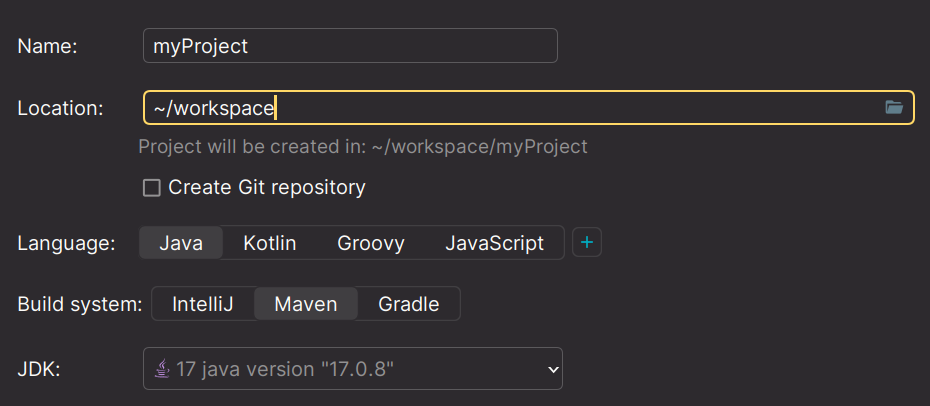 Name: myProject
Location: ~/workspace
Project will be created in: ~/workspace/myProject
Create Git repository
Language: Java Kotlin Groovy JavaScript +
Build system: IntelliJ Maven Gradle
JDK: 17 java version "17.0.8"